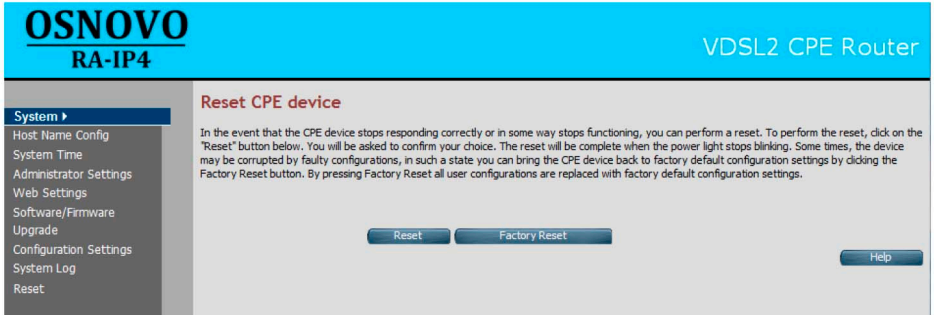 OSNOVO
RA-IP4
VDSL2 CPE Router
System
Host Name Config
System Time
Administrator Settings
Web Settings
Software/Firmware
Upgrade
Configuration Settings
System Log
Reset
Reset CPE device
In the event that the CPE device stops responding correctly or in some way stops functioning, you can perform a reset. To perform the reset, click on the
"Reset" button below. You will be asked to confirm your choice. The reset will be complete when the power light stops blinking. Some times, the device
may be corrupted by faulty configurations, in such a state you can bring the CPE device back to factory default configuration settings by clicking the
Factory Reset button. By pressing Factory Reset all user configurations are replaced with factory default configuration settings.
Reset
Factory Reset
Help